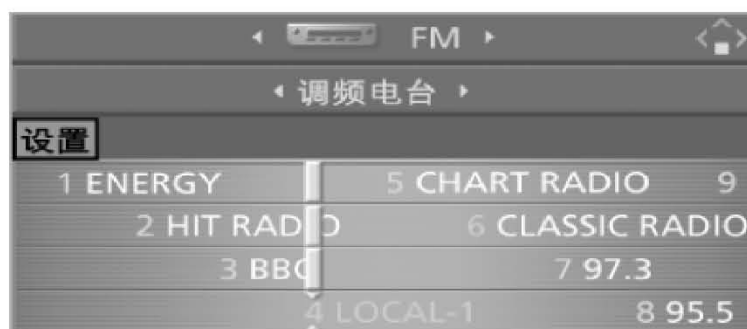 FM
调频电台
设置
1 ENERGY 5 CHART RADIO 9
2 HIT RADIO 6 CLASSIC RADIO
3 BBC 7 97.3
4 LOCAL-1 8 95.5